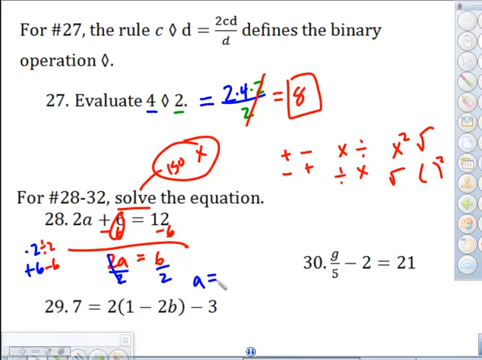 For #27, the rule c ◊ d = 2cd/d defines the binary
operation ◊.
27. Evaluate 4 ◊ 2. = 2·4·2/2 = 8
+ - × ÷ x² √
- + ÷ × √ ( )²
150 x
For #28-32, solve the equation.
28. 2a + 6 = 12
-6 -6
·2 ÷2
+6 -6
2a/2 = 6/2
a =
30. g/5 − 2 = 21
29. 7 = 2(1 − 2b) − 3